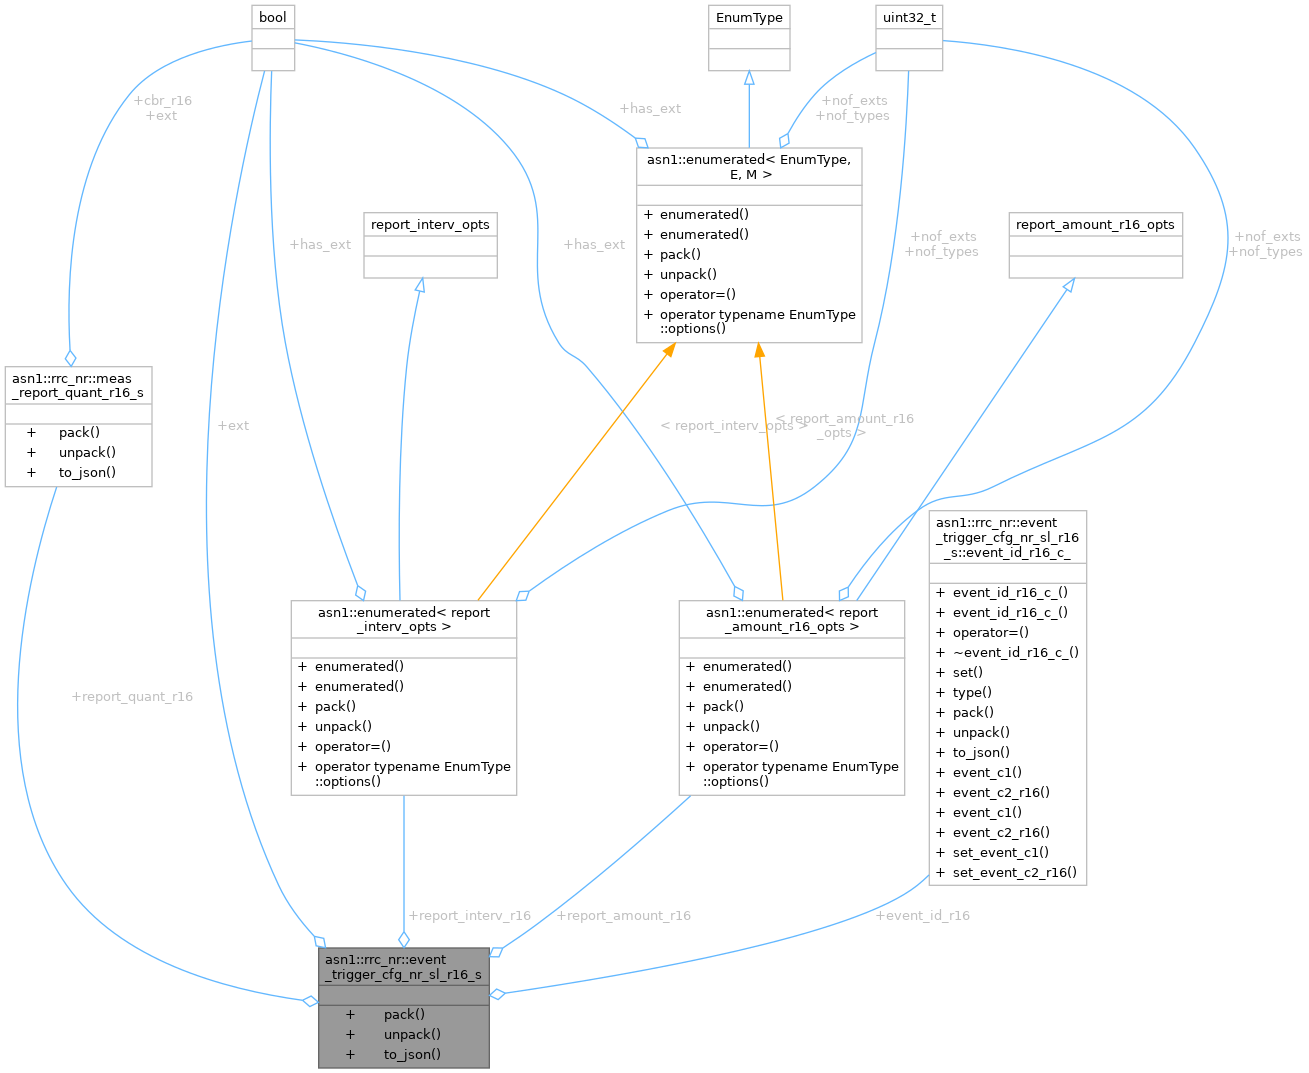 bool
EnumType
uint32_t
+cbr_r16
+ext
+has_ext
+nof_exts
+nof_types
asn1::enumerated< EnumType,
E, M >
+ enumerated()
+ enumerated()
+ pack()
+ unpack()
+ operator=()
+ operator typename EnumType
::options()
report_interv_opts
report_amount_r16_opts
+has_ext
+has_ext
+nof_exts
+nof_types
+nof_exts
+nof_types
asn1::rrc_nr::meas
_report_quant_r16_s
+ pack()
+ unpack()
+ to_json()
+ext
< report_interv_opts >
< report_amount_r16
_opts >
asn1::rrc_nr::event
_trigger_cfg_nr_sl_r16
_s::event_id_r16_c_
+ event_id_r16_c_()
+ event_id_r16_c_()
+ operator=()
+ ~event_id_r16_c_()
+ set()
+ type()
+ pack()
+ unpack()
+ to_json()
+ event_c1()
+ event_c2_r16()
+ event_c1()
+ event_c2_r16()
+ set_event_c1()
+ set_event_c2_r16()
asn1::enumerated< report
_interv_opts >
+ enumerated()
+ enumerated()
+ pack()
+ unpack()
+ operator=()
+ operator typename EnumType
::options()
asn1::enumerated< report
_amount_r16_opts >
+ enumerated()
+ enumerated()
+ pack()
+ unpack()
+ operator=()
+ operator typename EnumType
::options()
+report_quant_r16
+report_interv_r16
+report_amount_r16
+event_id_r16
asn1::rrc_nr::event
_trigger_cfg_nr_sl_r16_s
+ pack()
+ unpack()
+ to_json()